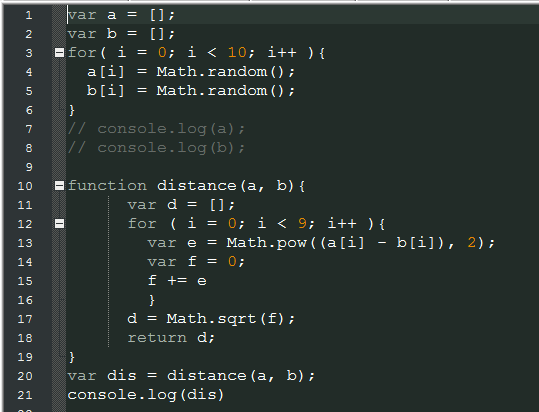 1 var a = [];
2 var b = [];
3 for( i = 0; i < 10; i++ ){
4 a[i] = Math.random();
5 b[i] = Math.random();
6 }
7 // console.log(a);
8 // console.log(b);
9
10 function distance(a, b){
11 var d = [];
12 for ( i = 0; i < 9; i++ ){
13 var e = Math.pow((a[i] - b[i]), 2);
14 var f = 0;
15 f += e
16 }
17 d = Math.sqrt(f);
18 return d;
19 }
20 var dis = distance(a, b);
21 console.log(dis)